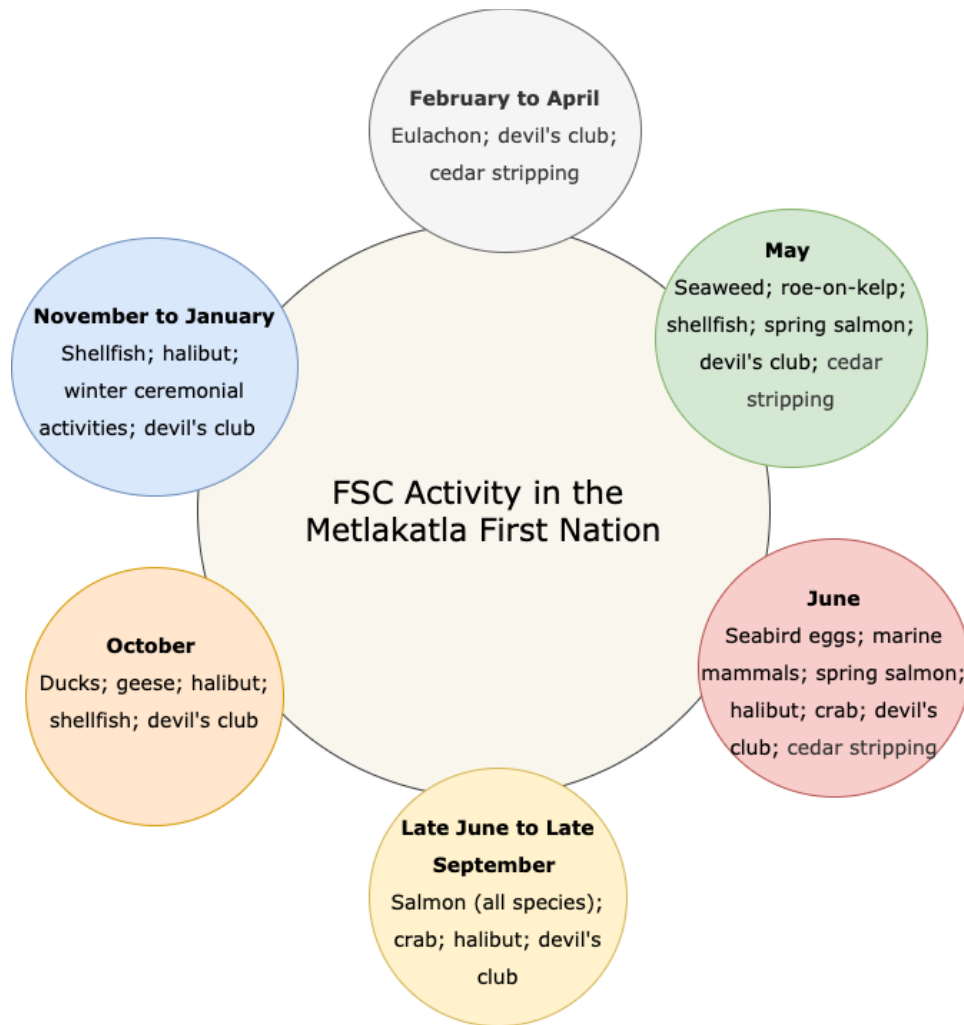 February to April
Eulachon; devil's club;
cedar stripping
May
Seaweed; roe-on-kelp;
shellfish; spring salmon;
devil's club; cedar
stripping
November to January
Shellfish; halibut;
winter ceremonial
activities; devil's club
FSC Activity in the
Metlakatla First Nation
June
Seabird eggs; marine
mammals; spring salmon;
halibut; crab; devil's
club; cedar stripping
October
Ducks; geese; halibut;
shellfish; devil's club
Late June to Late
September
Salmon (all species);
crab; halibut; devil's
club